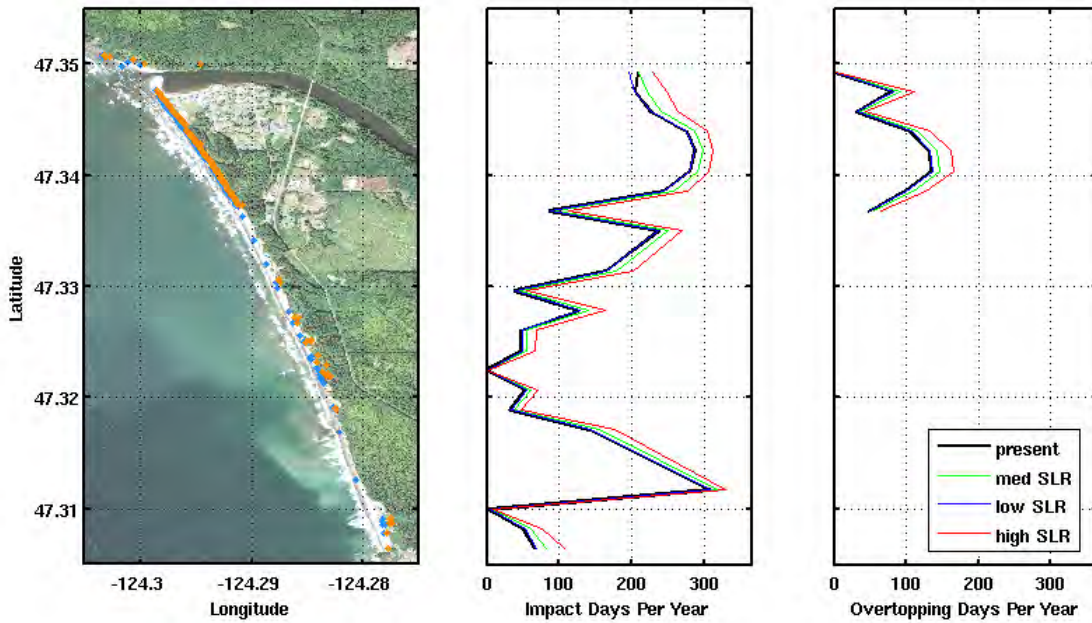 47.35
47.34
47.33
47.32
47.31
Latitude
-124.3 -124.29 -124.28
Longitude
0 100 200 300
Impact Days Per Year
0 100 200 300
Overtopping Days Per Year
present
med SLR
low SLR
high SLR